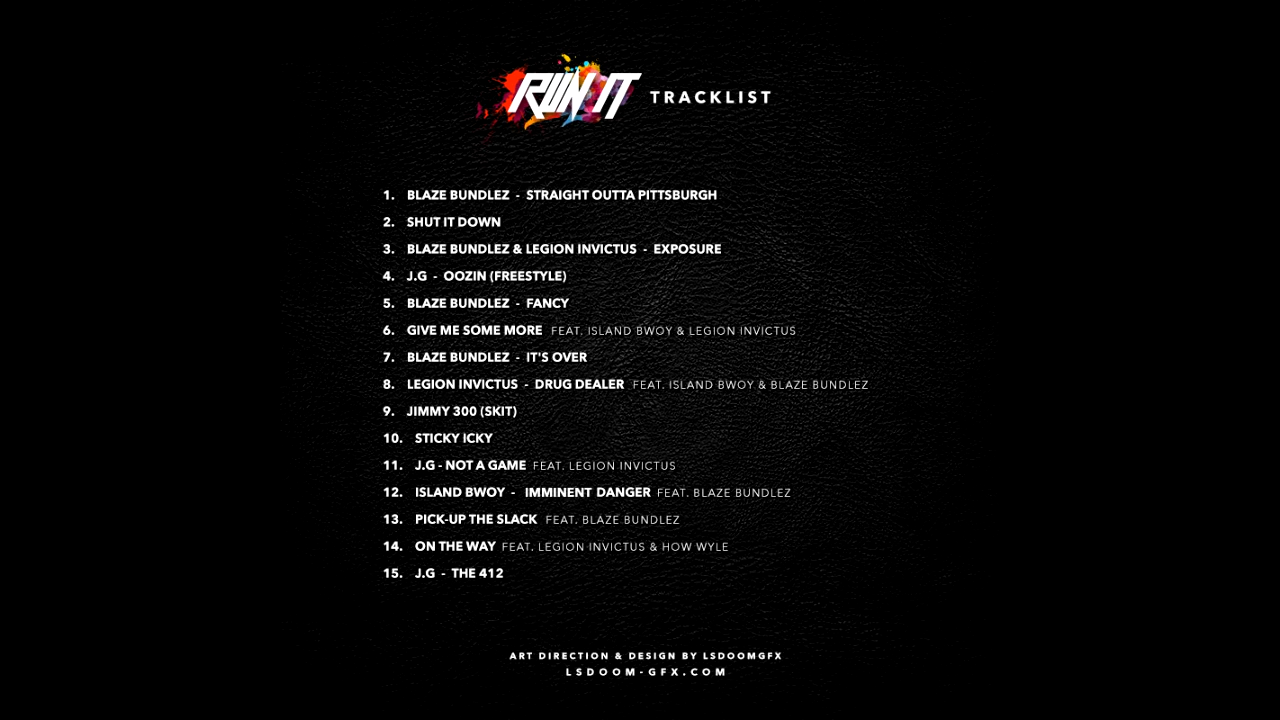 RUN IT TRACKLIST
1. BLAZE BUNDLEZ - STRAIGHT OUTTA PITTSBURGH
2. SHUT IT DOWN
3. BLAZE BUNDLEZ & LEGION INVICTUS - EXPOSURE
4. J.G - OOZIN (FREESTYLE)
5. BLAZE BUNDLEZ - FANCY
6. GIVE ME SOME MORE FEAT. ISLAND BWOY & LEGION INVICTUS
7. BLAZE BUNDLEZ - IT'S OVER
8. LEGION INVICTUS - DRUG DEALER FEAT. ISLAND BWOY & BLAZE BUNDLEZ
9. JIMMY 300 (SKIT)
10. STICKY ICKY
11. J.G - NOT A GAME FEAT. LEGION INVICTUS
12. ISLAND BWOY - IMMINENT DANGER FEAT. BLAZE BUNDLEZ
13. PICK-UP THE SLACK FEAT. BLAZE BUNDLEZ
14. ON THE WAY FEAT. LEGION INVICTUS & HOW WYLE
15. J.G - THE 412
ART DIRECTION & DESIGN BY LSDOOMGFX
LSDOOM-GFX.COM